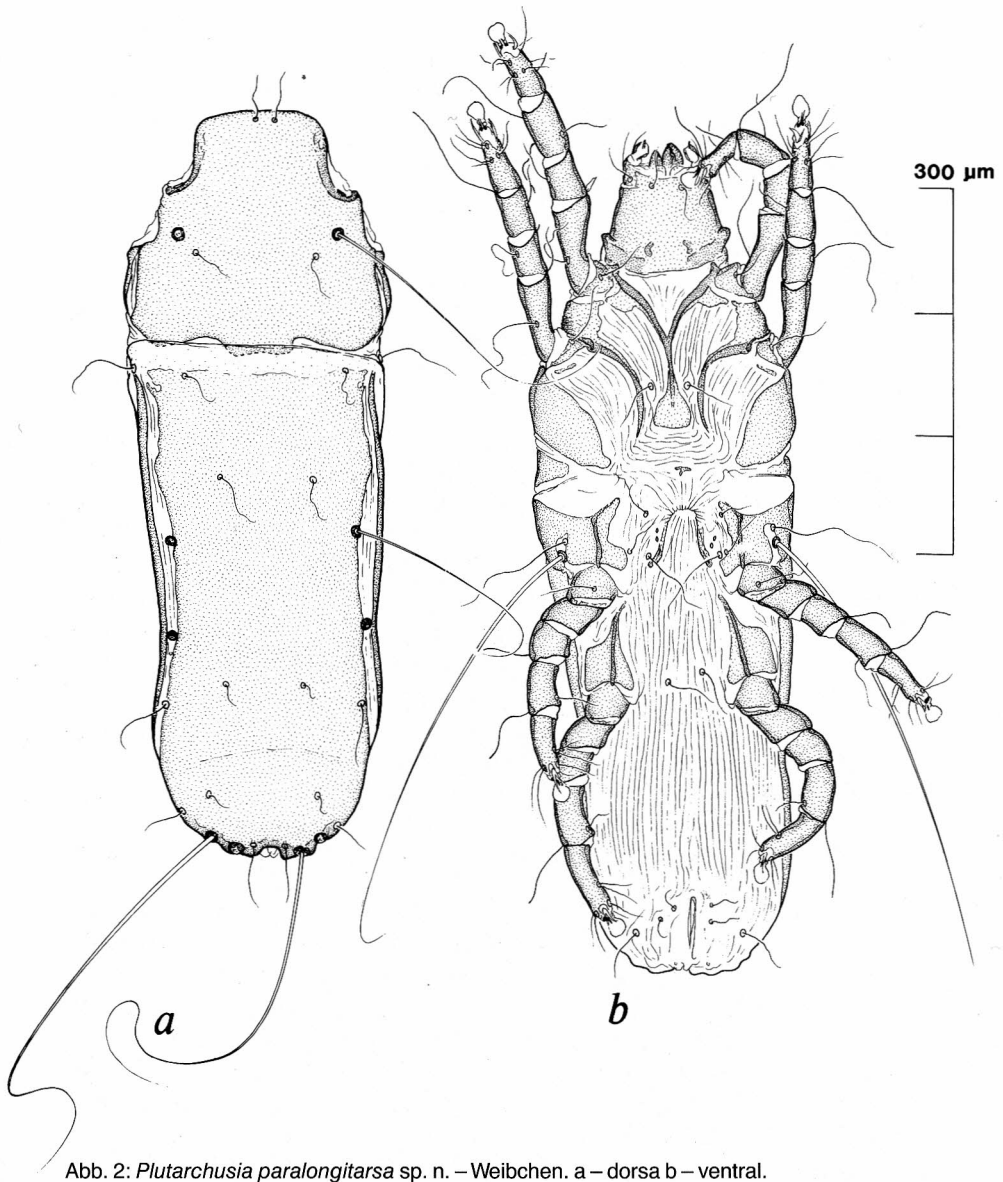 300 µm
a
b
Abb. 2: Plutarchusia paralongitarsa sp. n. – Weibchen. a – dorsa b – ventral.